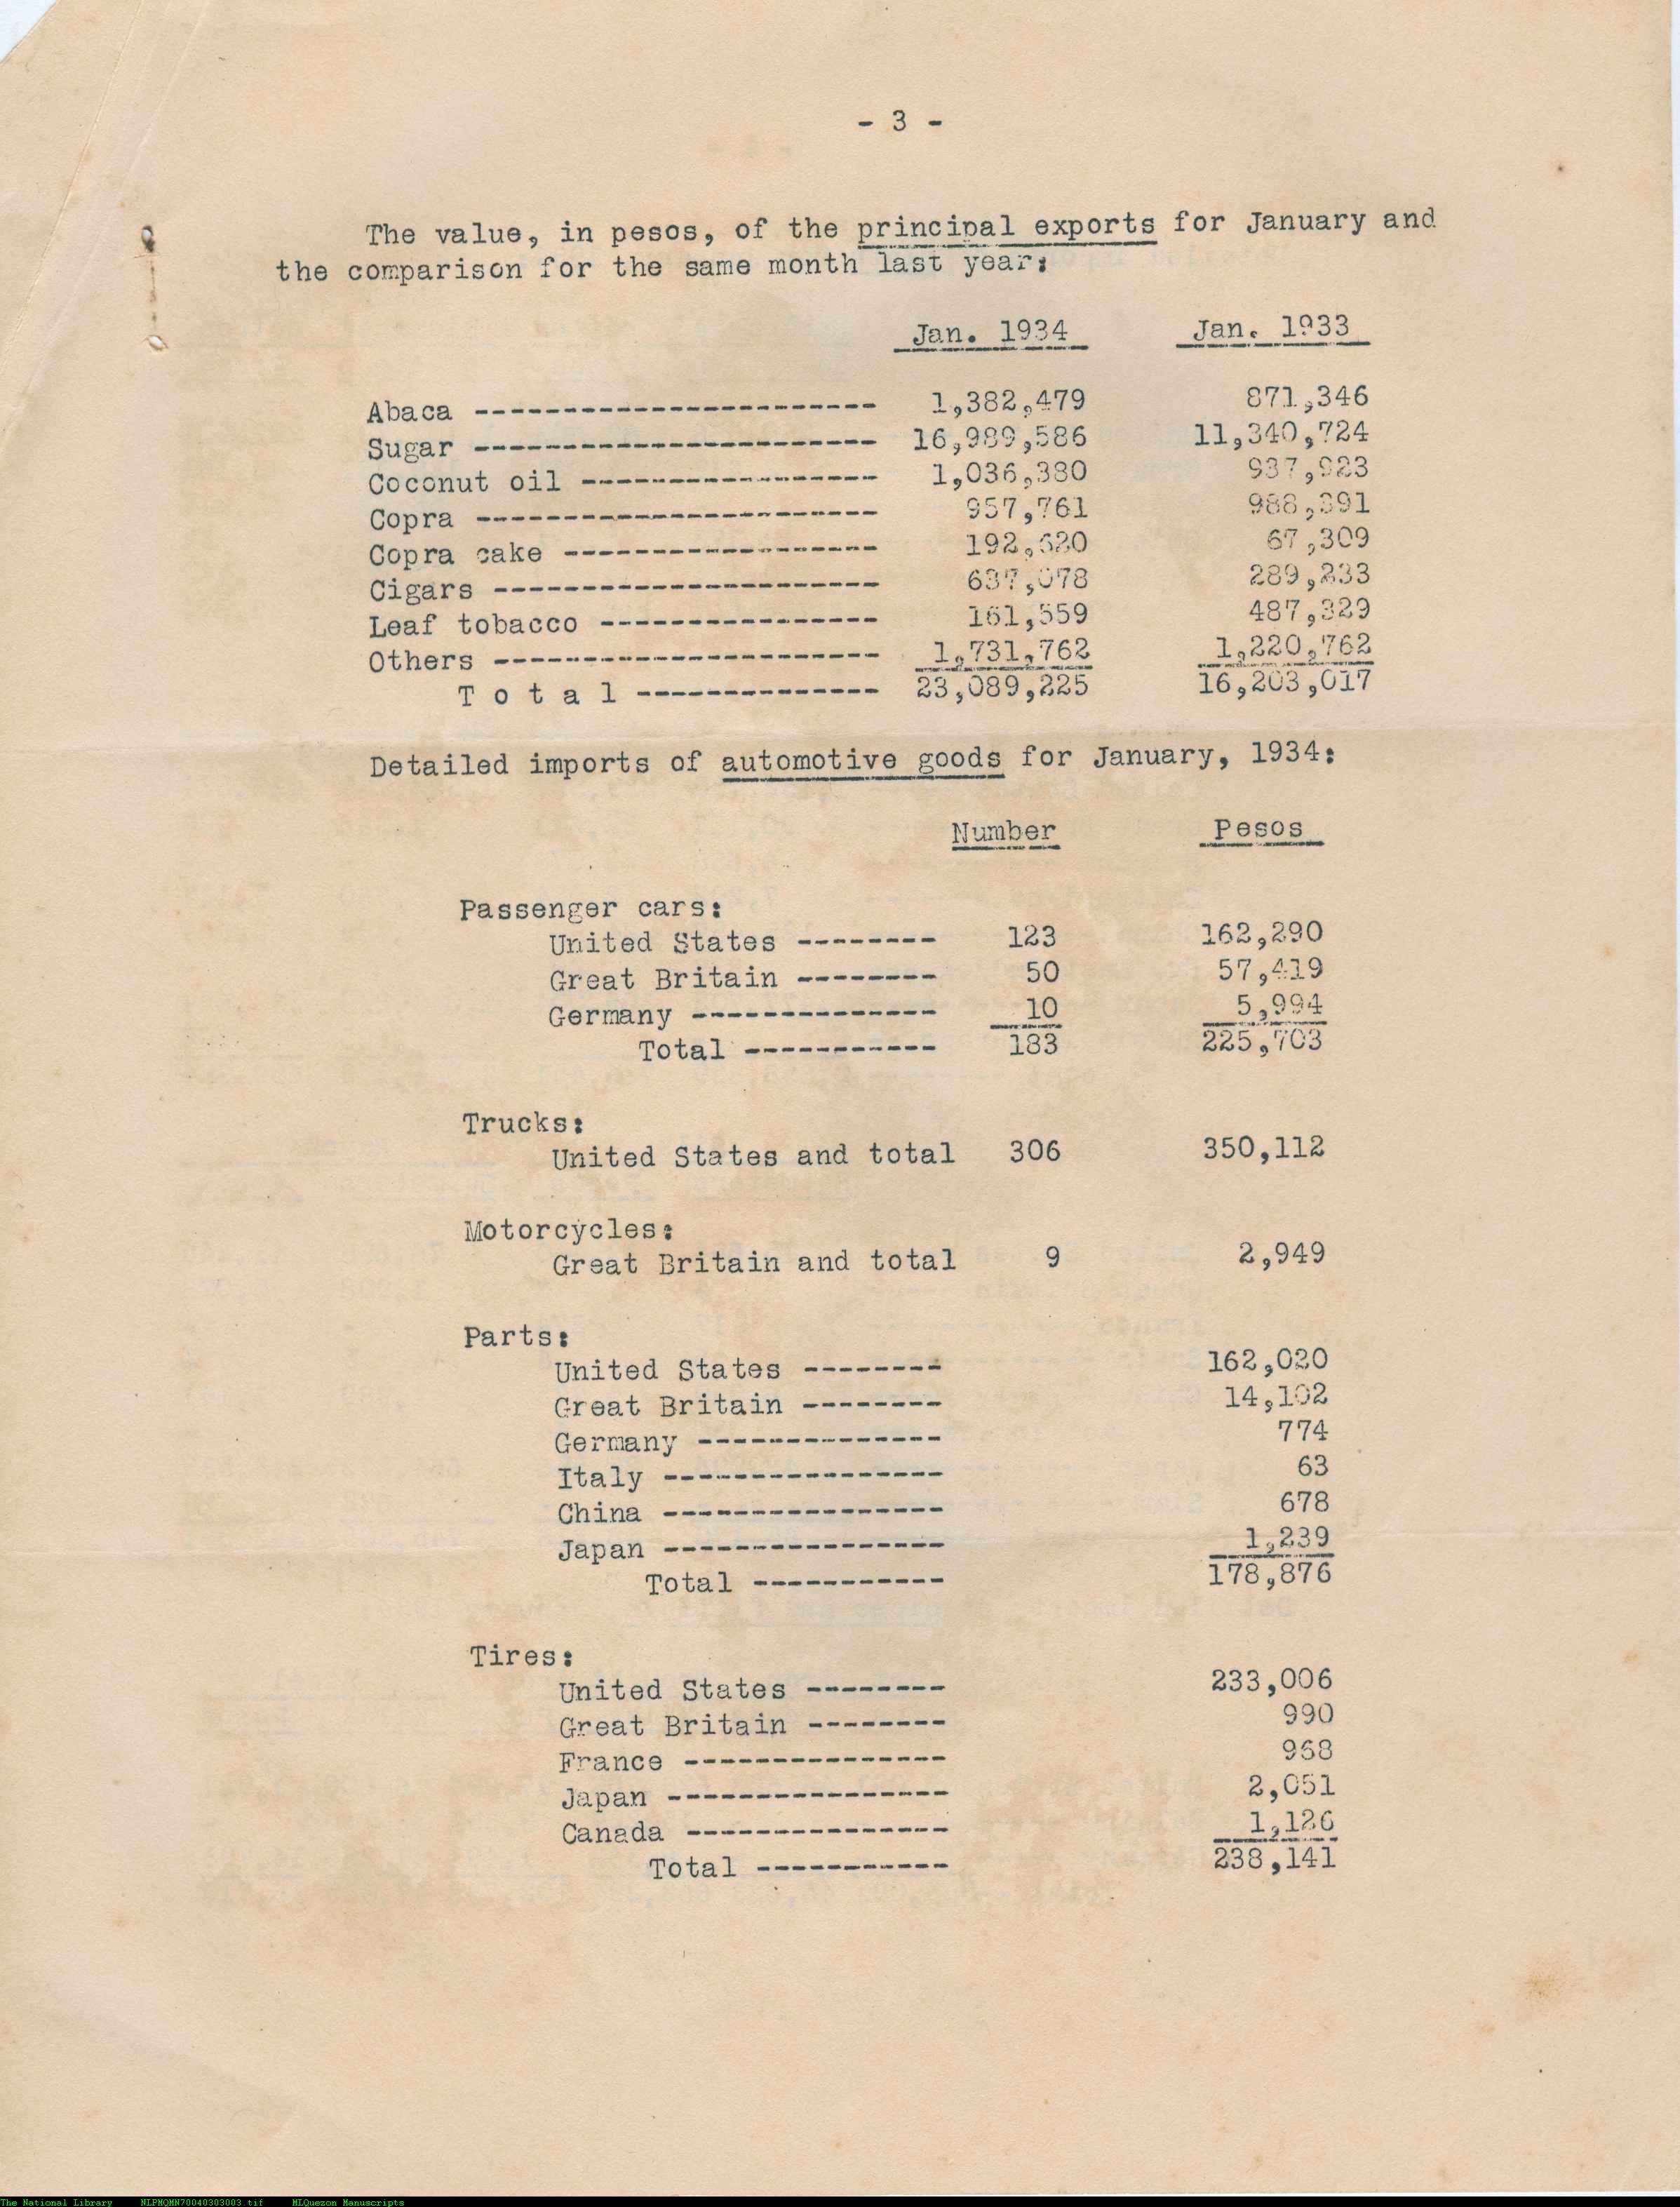 - 3 -
The value, in pesos, of the principal exports for January and
the comparison for the same month last year:
Jan. 1934 Jan. 1933
Abaca ----------------------- 1,382,479 871,346
Sugar ----------------------- 16,989,586 11,340,724
Coconut oil ----------------- 1,036,380 937,923
Copra ----------------------- 957,761 988,391
Copra cake ------------------ 192,620 67,309
Cigars ---------------------- 637,078 289,233
Leaf tobacco ---------------- 161,559 487,329
Others ---------------------- 1,731,762 1,220,762
T o t a l -------------- 23,089,225 16,203,017
Detailed imports of automotive goods for January, 1934:
Number Pesos
Passenger cars:
United States -------- 123 162,290
Great Britain -------- 50 57,419
Germany -------------- 10 5,994
Total ----------- 183 225,703
Trucks:
United States and total 306 350,112
Motorcycles:
Great Britain and total 9 2,949
Parts:
United States -------- 162,020
Great Britain -------- 14,102
Germany -------------- 774
Italy ---------------- 63
China ---------------- 678
Japan ---------------- 1,239
Total ----------- 178,876
Tires:
United States -------- 233,006
Great Britain -------- 990
France --------------- 968
Japan ---------------- 2,051
Canada --------------- 1,126
Total ----------- 238,141
The National Library NLPMQMN70040303003.tif MLQuezon Manuscripts